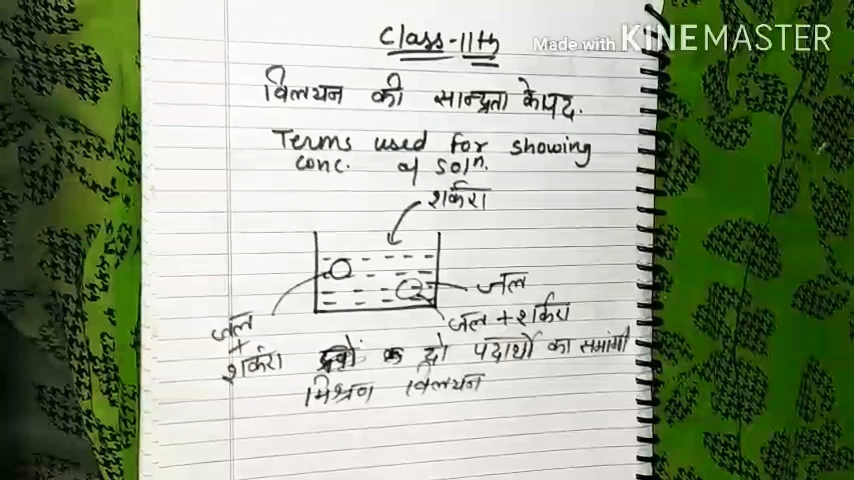 Class-11th
Made with KINEMASTER
विलयन की सान्द्रता के पद.
Terms used for showing
conc. of soln.
शर्करा
जल
जल + शर्करा
जल
+
शर्करा
दो पदार्थो का समांगी
मिश्रण विलयन